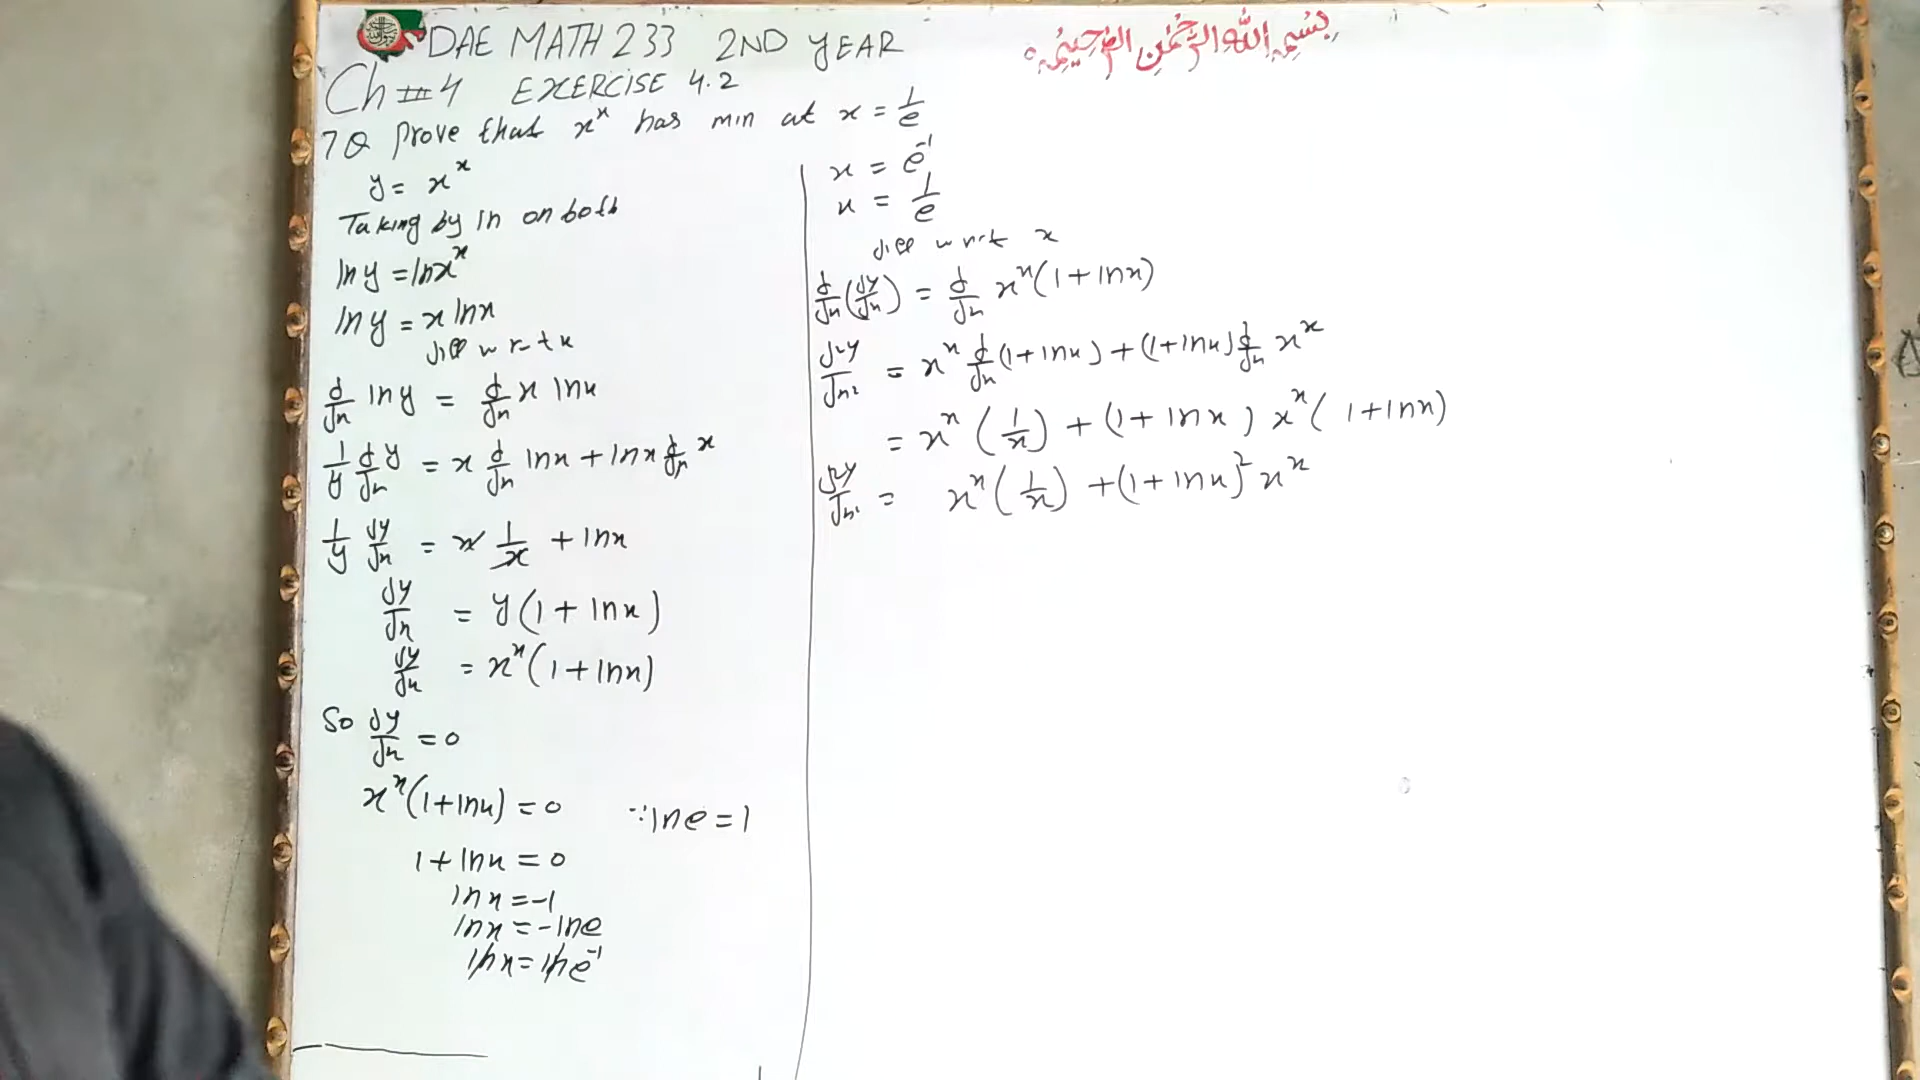 DAE MATH 233 2ND YEAR
بِسْمِ اللهِ الرَّحْمٰنِ الرَّحِيْمِ
Ch # 4 EXERCISE 4.2
7Q prove that x^x has min at x = 1/e
y = x^x
Taking by ln on both
ln y = ln x^x
ln y = x ln x
diff w r t x
d/dx ln y = d/dx x ln x
1/y d/dx y = x d/dx ln x + ln x d/dx x
1/y dy/dx = x 1/x + ln x
dy/dx = y(1 + ln x)
dy/dx = x^x(1 + ln x)
So dy/dx = 0
x^x(1 + ln x) = 0 ∵ ln e = 1
1 + ln x = 0
ln x = -1
ln x = -ln e
ln x = ln e^-1
x = e^-1
x = 1/e
diff w r t x
d/dx (dy/dx) = d/dx x^x(1 + ln x)
d²y/dx² = x^x d/dx (1 + ln x) + (1 + ln x) d/dx x^x
= x^x (1/x) + (1 + ln x) x^x (1 + ln x)
d²y/dx² = x^x (1/x) + (1 + ln x)² x^x